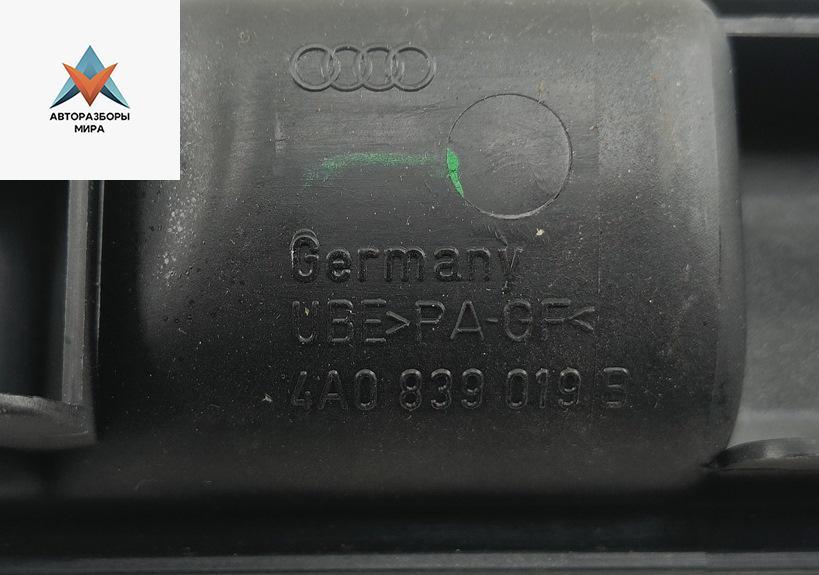 АВТОРАЗБОРЫ
МИРА
Germany
UBE>PA-GF<
4A0 839 019